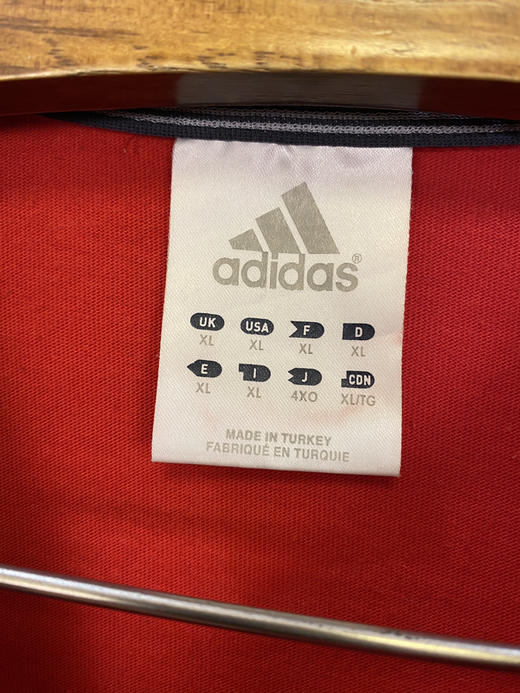 adidas®
UK USA F D
XL XL XL XL
E I J CDN
XL XL 4XO XL/TG
MADE IN TURKEY
FABRIQUÉ EN TURQUIE